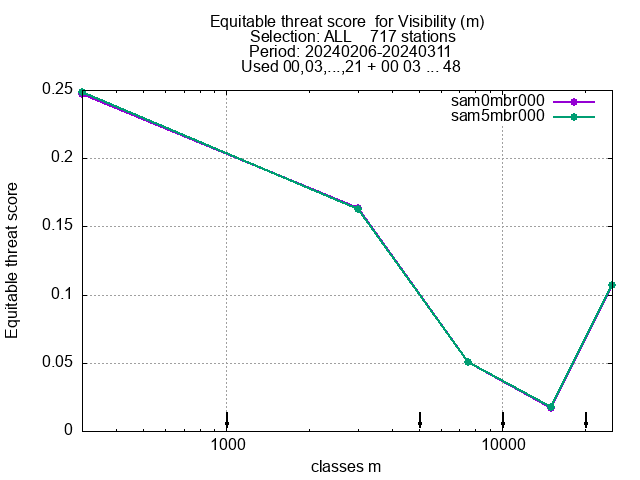 Equitable threat score  for Visibility (m)
Selection: ALL    717 stations
Period: 20240206-20240311
Used 00,03,...,21 + 00 03 ... 48
sam0mbr000
sam5mbr000
0.25
0.2
0.15
0.1
0.05
0
Equitable threat score
1000
10000
classes m